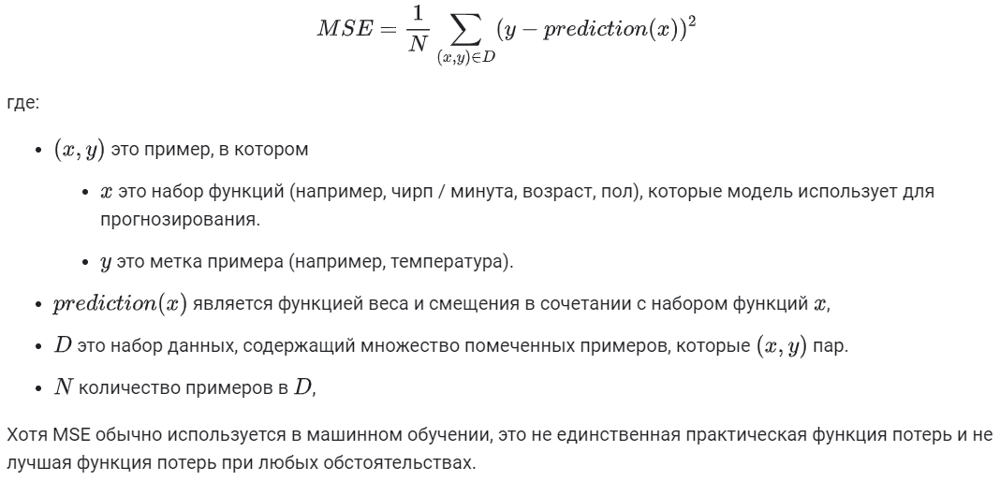 MSE = \frac{1}{N} \sum_{(x,y)\in D} (y - prediction(x))^2
где:
• (x, y) это пример, в котором
• x это набор функций (например, чирп / минута, возраст, пол), которые модель использует для
прогнозирования.
• y это метка примера (например, температура).
• prediction(x) является функцией веса и смещения в сочетании с набором функций x,
• D это набор данных, содержащий множество помеченных примеров, которые (x, y) пар.
• N количество примеров в D,
Хотя MSE обычно используется в машинном обучении, это не единственная практическая функция потерь и не
лучшая функция потерь при любых обстоятельствах.